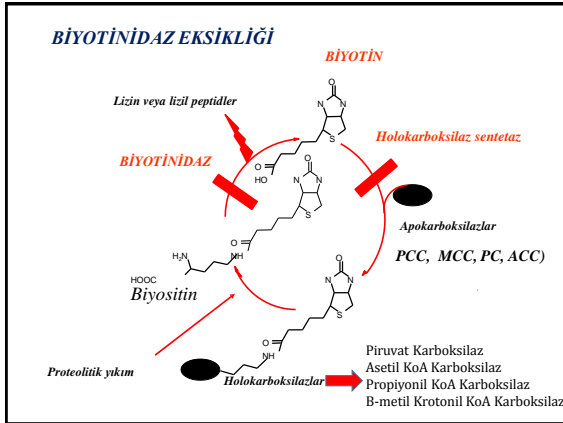 BİYOTİNİDAZ EKSİKLİĞİ
BİYOTİN
Lizin veya lizil peptidler
BİYOTİNİDAZ
Holokarboksilaz sentetaz
O
N
N
S
O
HO
O
N
N
S
O
NH
H₂N
HOOC
Biyositin
Apokarboksilazlar
PCC, MCC, PC, ACC)
O
N
N
S
O
NH
Proteolitik yıkım
Holokarboksilazlar
Piruvat Karboksilaz
Asetil KoA Karboksilaz
Propiyonil KoA Karboksilaz
B-metil Krotonil KoA Karboksilaz